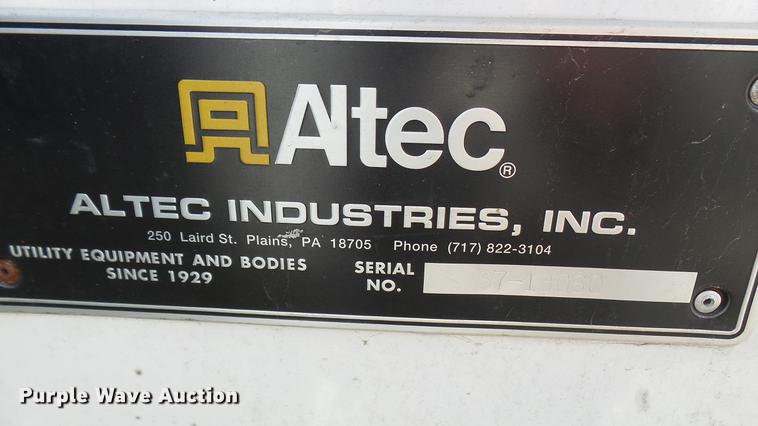 Altec®
ALTEC INDUSTRIES, INC.
250 Laird St. Plains, PA 18705 Phone (717) 822-3104
UTILITY EQUIPMENT AND BODIES
SINCE 1929
SERIAL
NO.
Purple Wave Auction